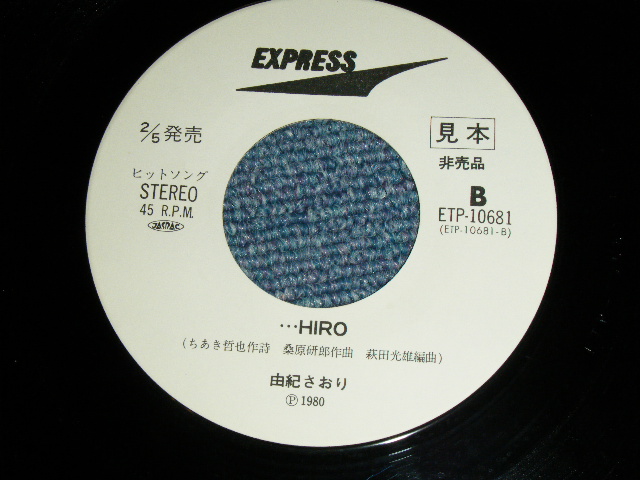 EXPRESS
2/5発売
見本
非売品
ヒットソング
STEREO
45 R.P.M.
JASRAC
B
ETP-10681
(ETP-10681-B)
…HIRO
(ちあき哲也作詩 桑原研郎作曲 萩田光雄編曲)
由紀さおり
Ⓟ 1980